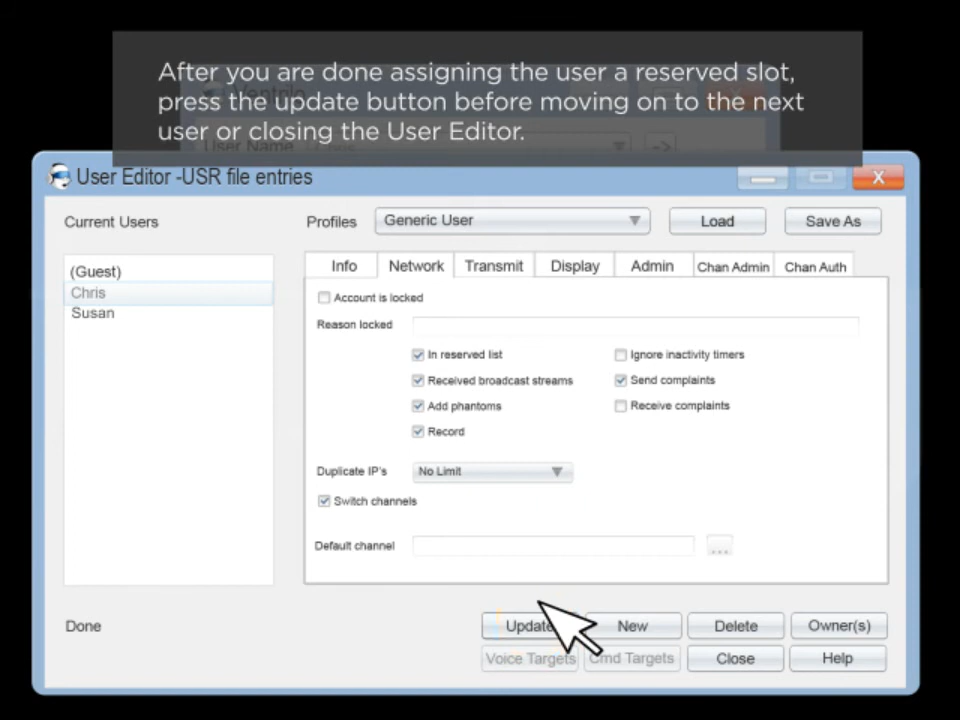 After you are done assigning the user a reserved slot,
press the update button before moving on to the next
user or closing the User Editor.
Ventrilo
User Name
->
User Editor -USR file entries
X
Current Users
Profiles
Generic User
Load
Save As
(Guest)
Chris
Susan
Info
Network
Transmit
Display
Admin
Chan Admin
Chan Auth
Account is locked
Reason locked
In reserved list
Ignore inactivity timers
Received broadcast streams
Send complaints
Add phantoms
Receive complaints
Record
Duplicate IP's
No Limit
Switch channels
Default channel
...
Done
Update
New
Delete
Owner(s)
Voice Targets
Cmd Targets
Close
Help